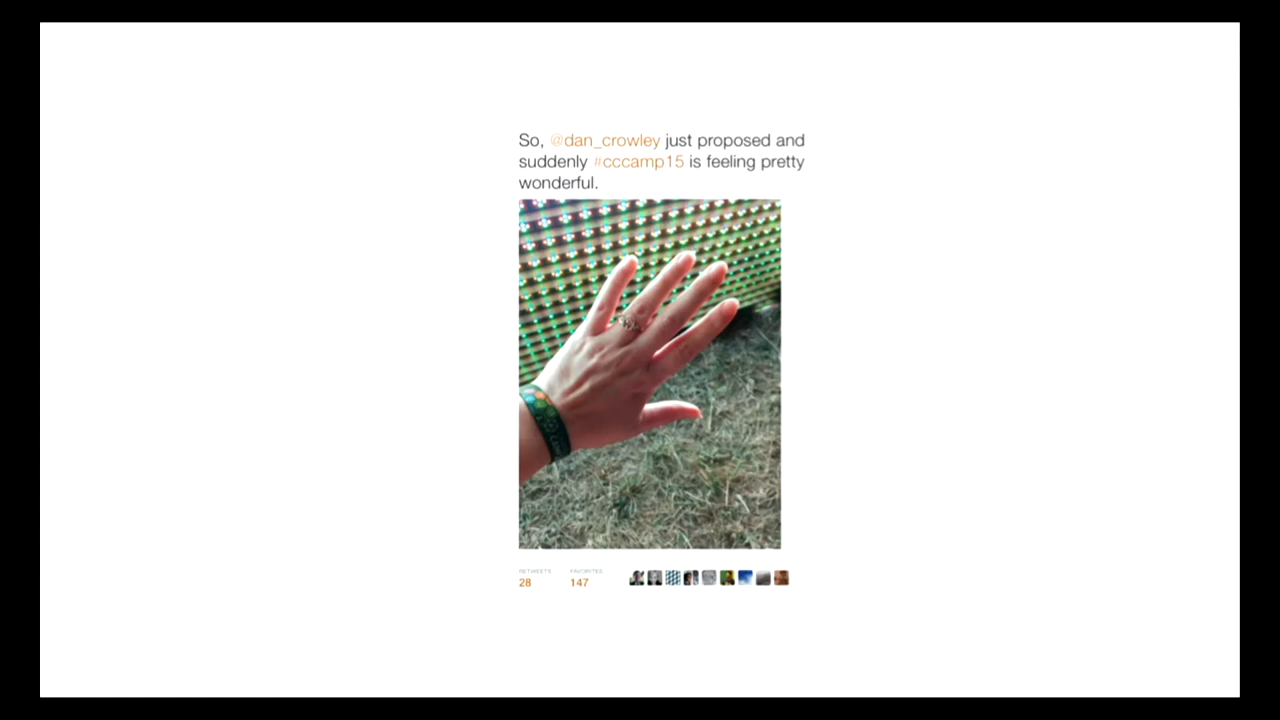 So, @dan_crowley just proposed and
suddenly #cccamp15 is feeling pretty
wonderful.
RETWEETS FAVORITES
28 147